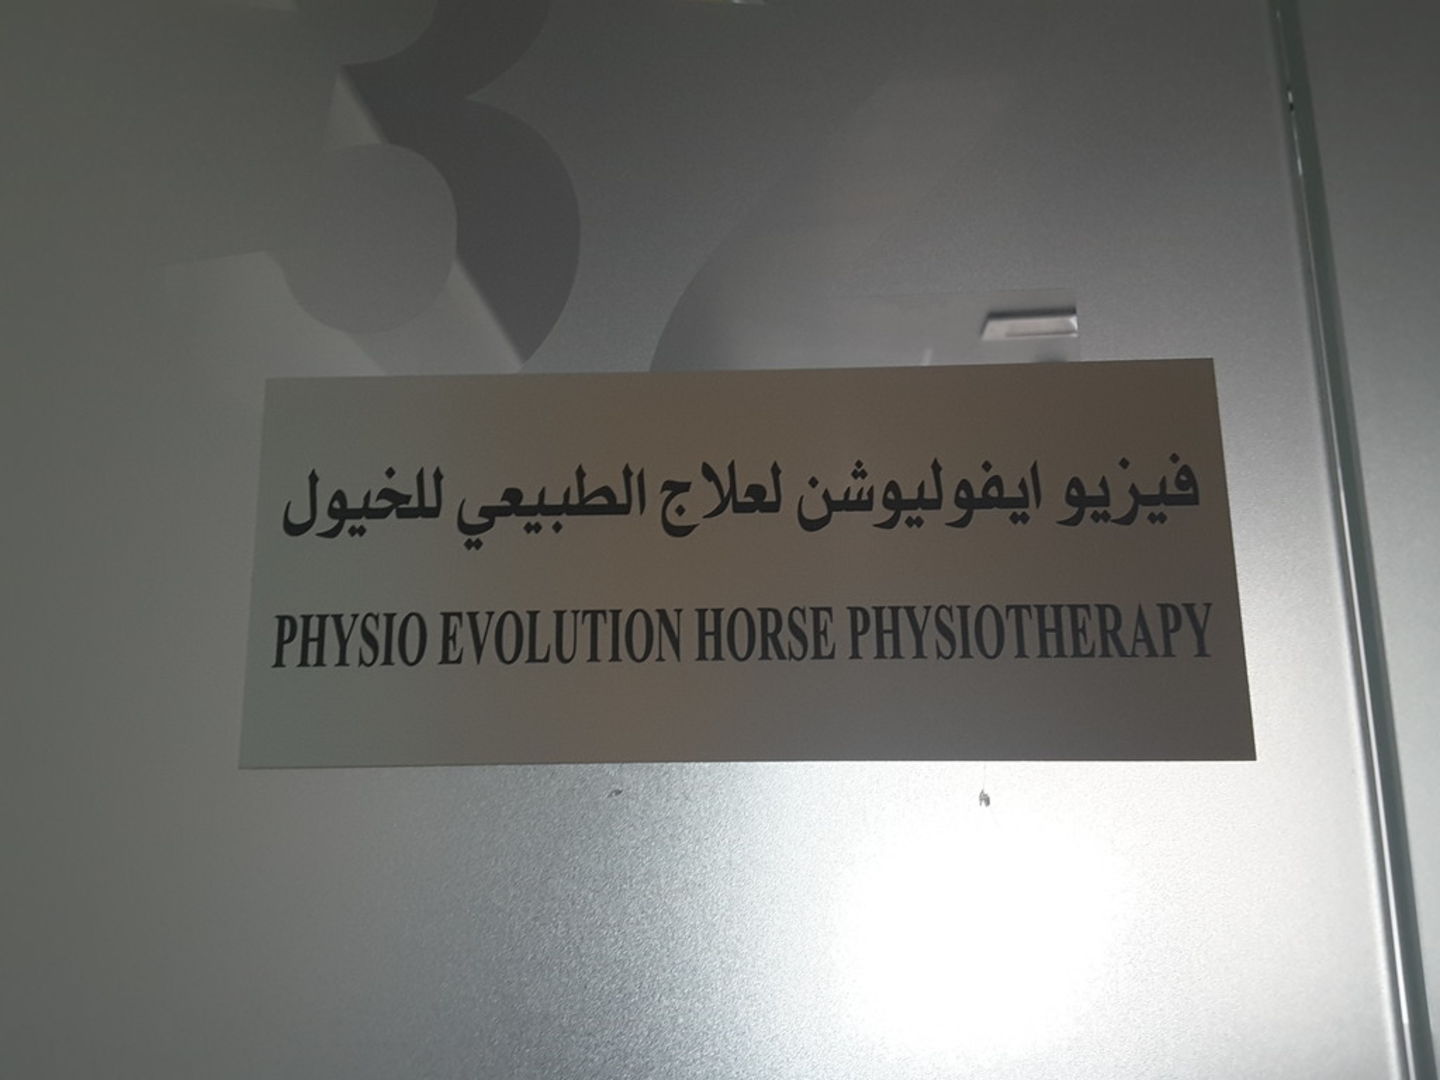 فيزيو ايفوليوشن لعلاج الطبيعي للخيول
PHYSIO EVOLUTION HORSE PHYSIOTHERAPY